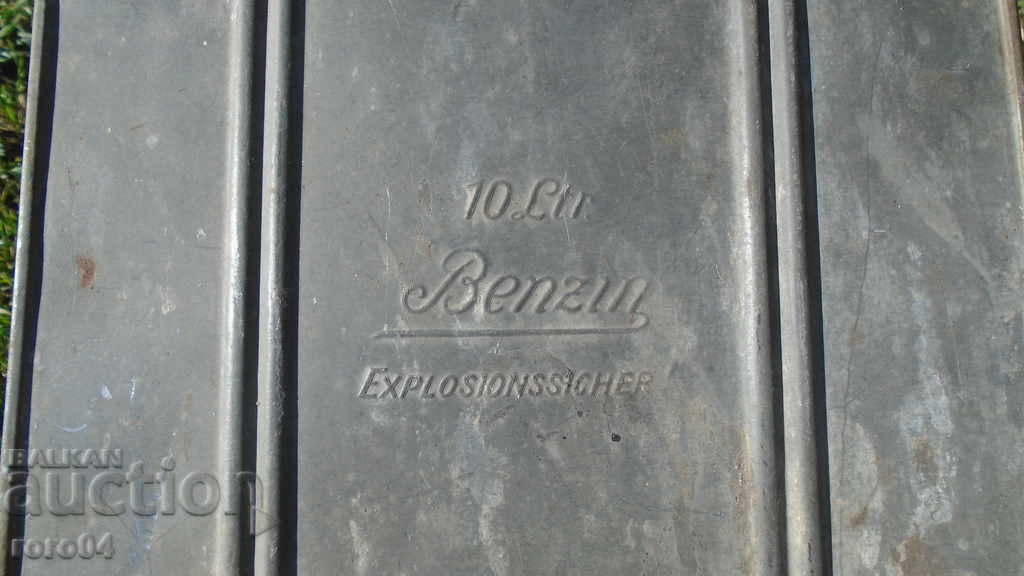 10 Ltr
Benzin
EXPLOSIONSSICHER
BALKAN
auction
roro04